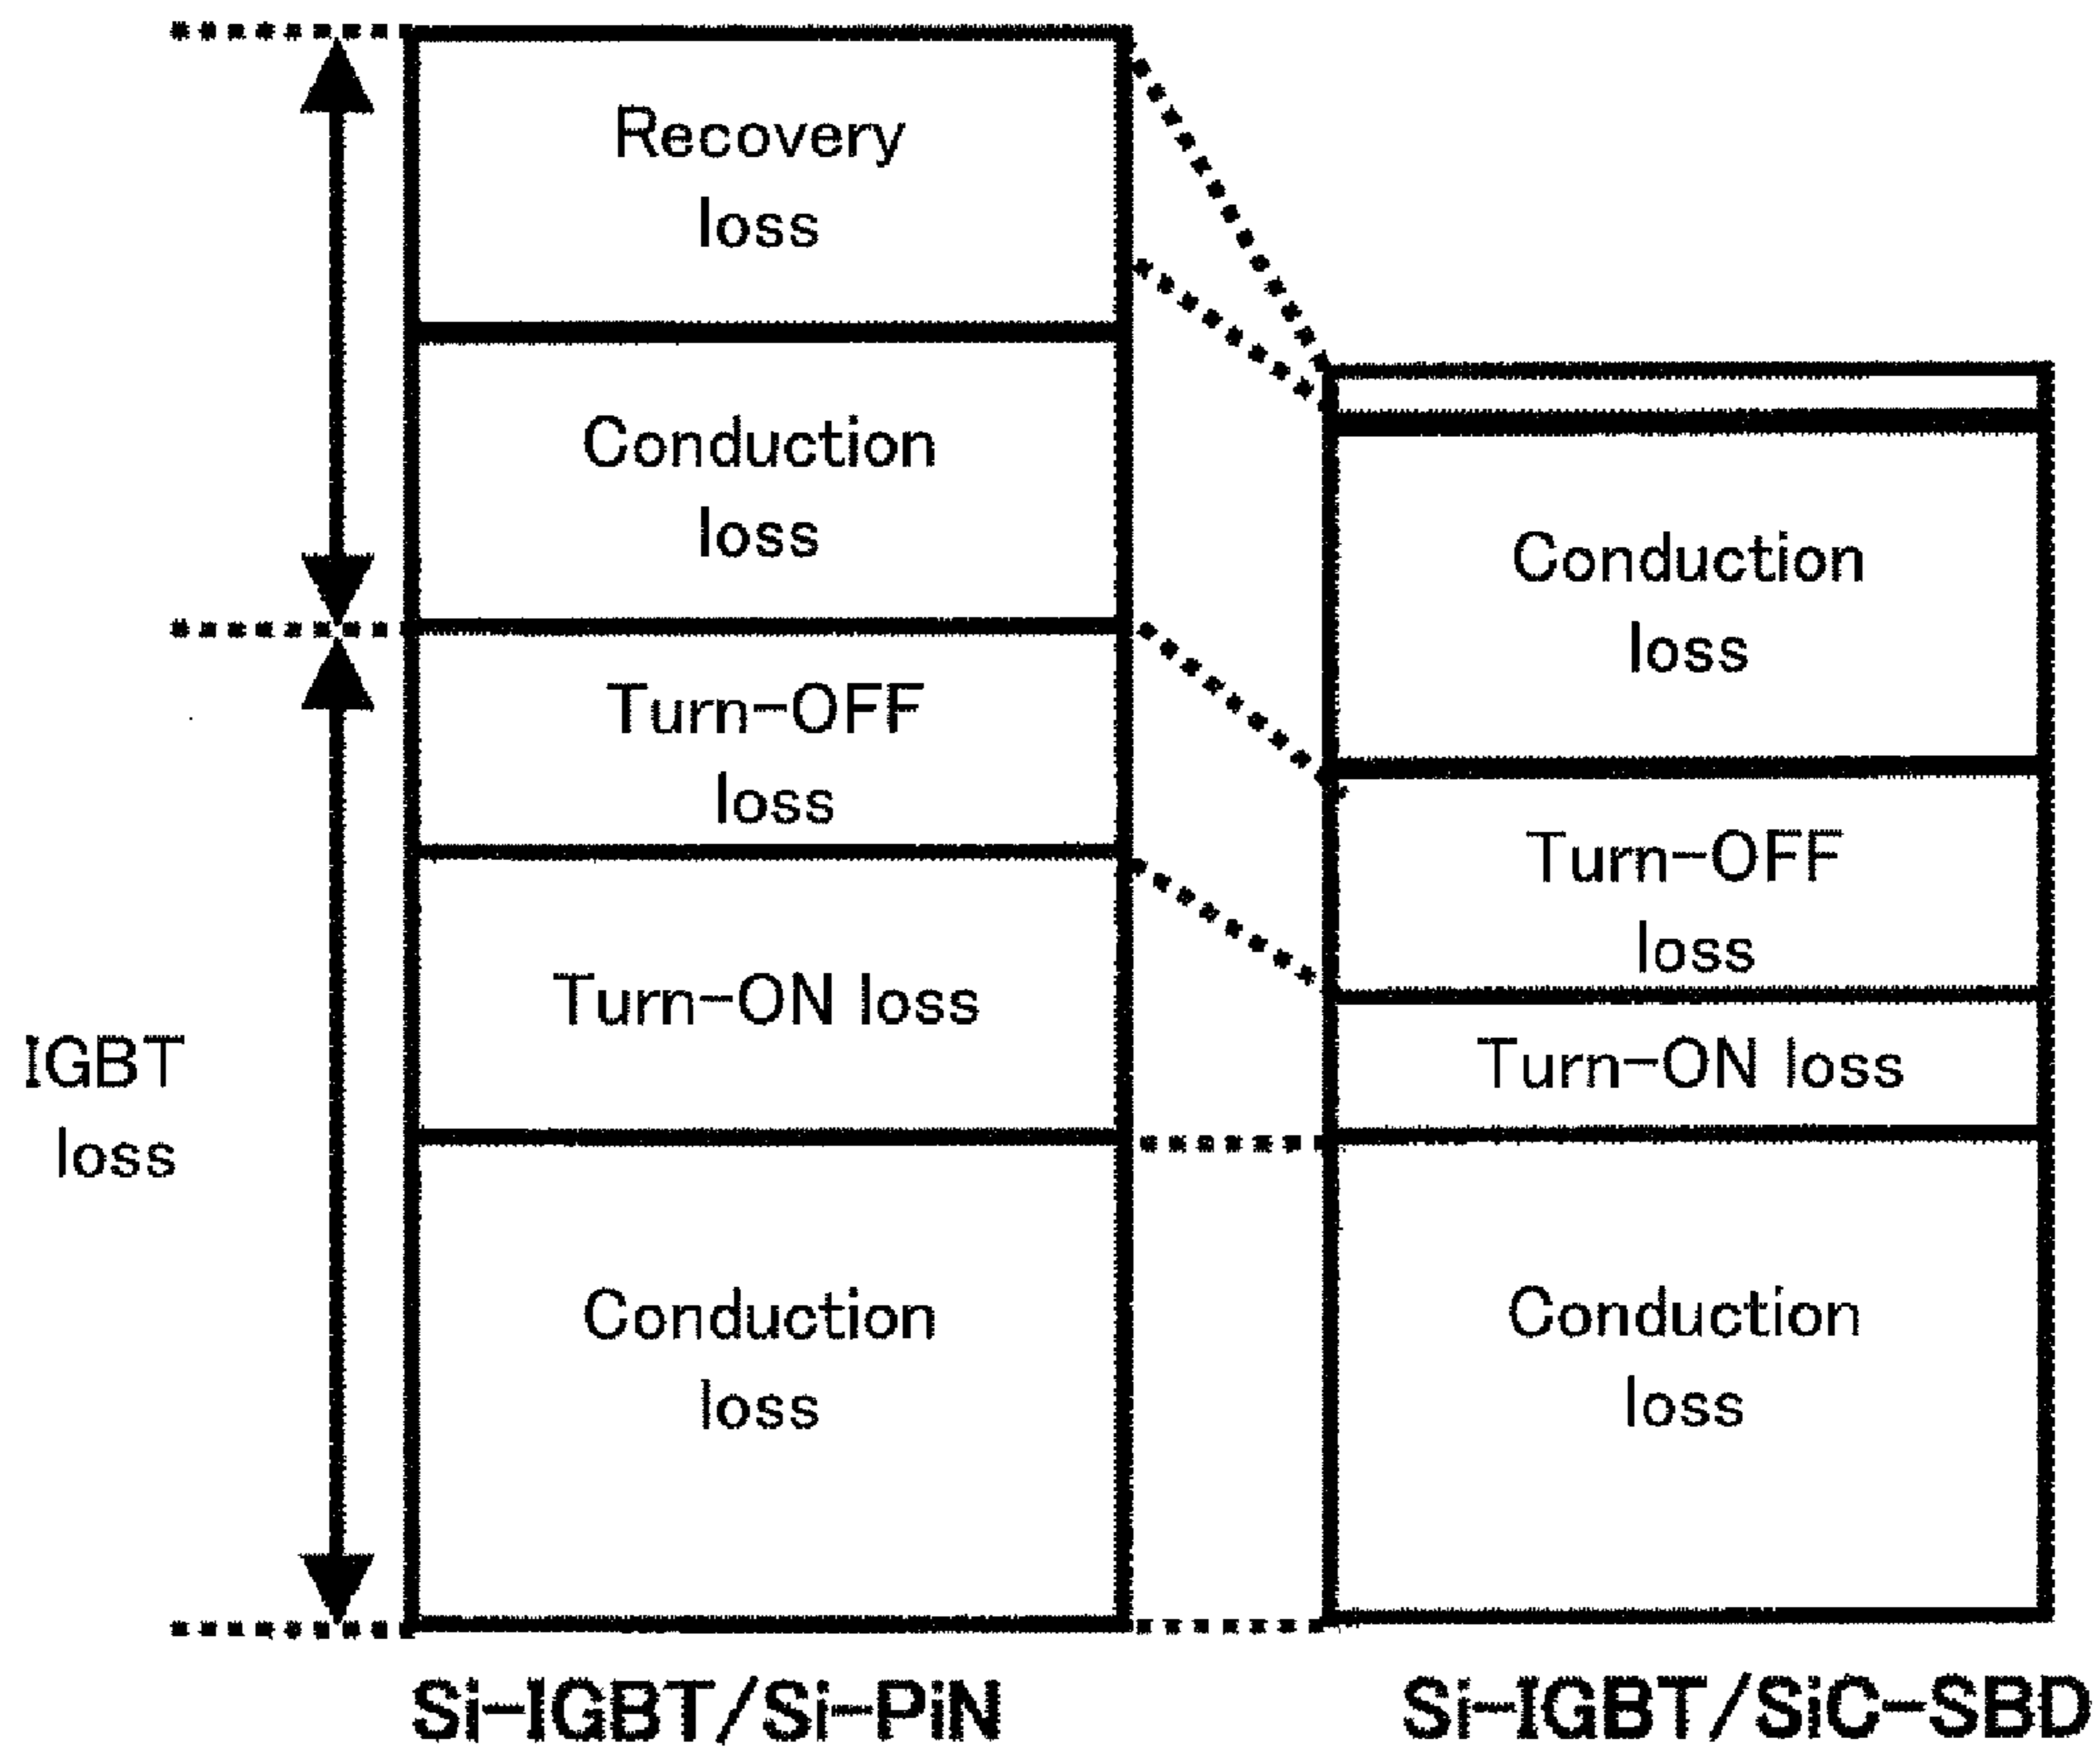 Recovery
loss
Conduction
loss
Turn-OFF
loss
Turn-ON loss
Conduction
loss
IGBT
loss
Conduction
loss
Turn-OFF
loss
Turn-ON loss
Conduction
loss
Si-IGBT/Si-PiN
Si-IGBT/SiC-SBD